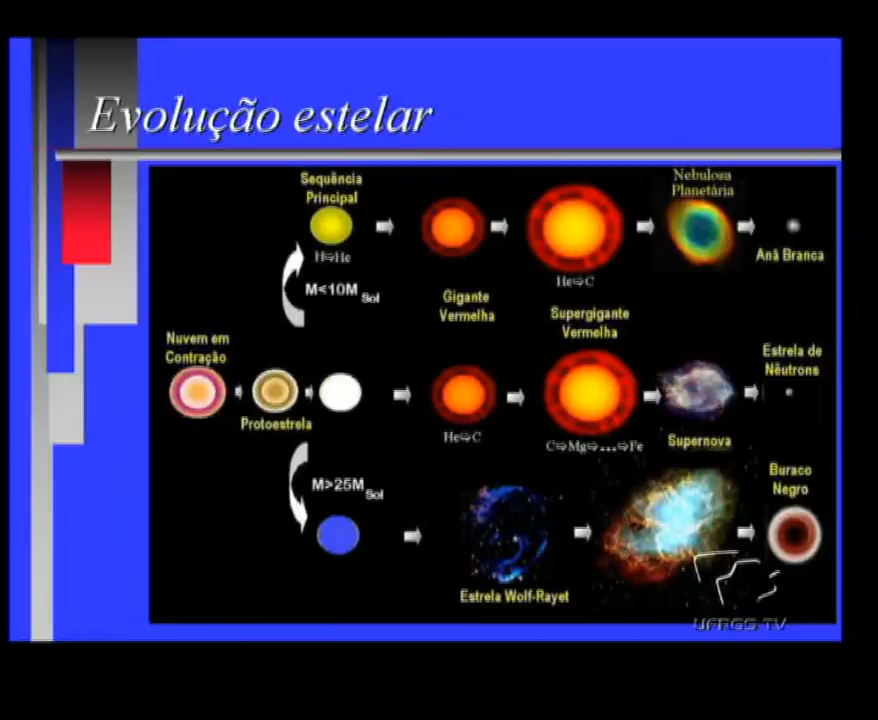 Evolução estelar
Sequência
Principal
H⇨He
M<10M Sol
Gigante
Vermelha
He⇨C
Supergigante
Vermelha
Nebulosa
Planetária
Anã Branca
Nuvem em
Contração
Protoestrela
He⇨C
C⇨Mg⇨...⇨Fe
Supernova
Estrela de
Nêutrons
M>25M Sol
Estrela Wolf-Rayet
Buraco
Negro
UFRGS TV